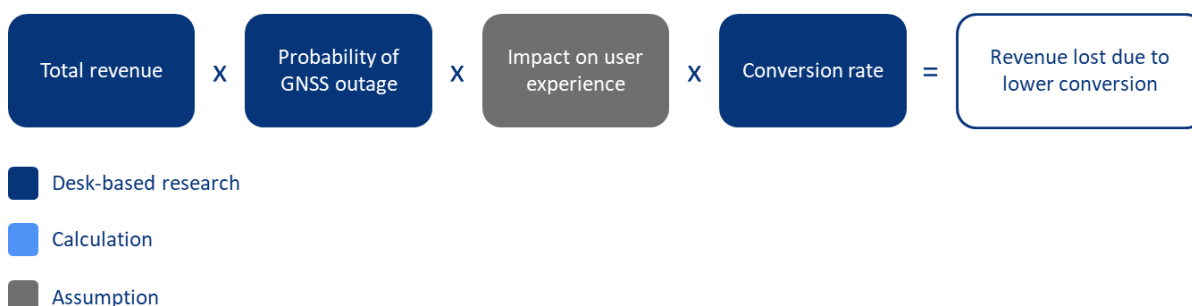 Total revenue
x
Probability of
GNSS outage
x
Impact on user
experience
x
Conversion rate
=
Revenue lost due to
lower conversion
Desk-based research
Calculation
Assumption